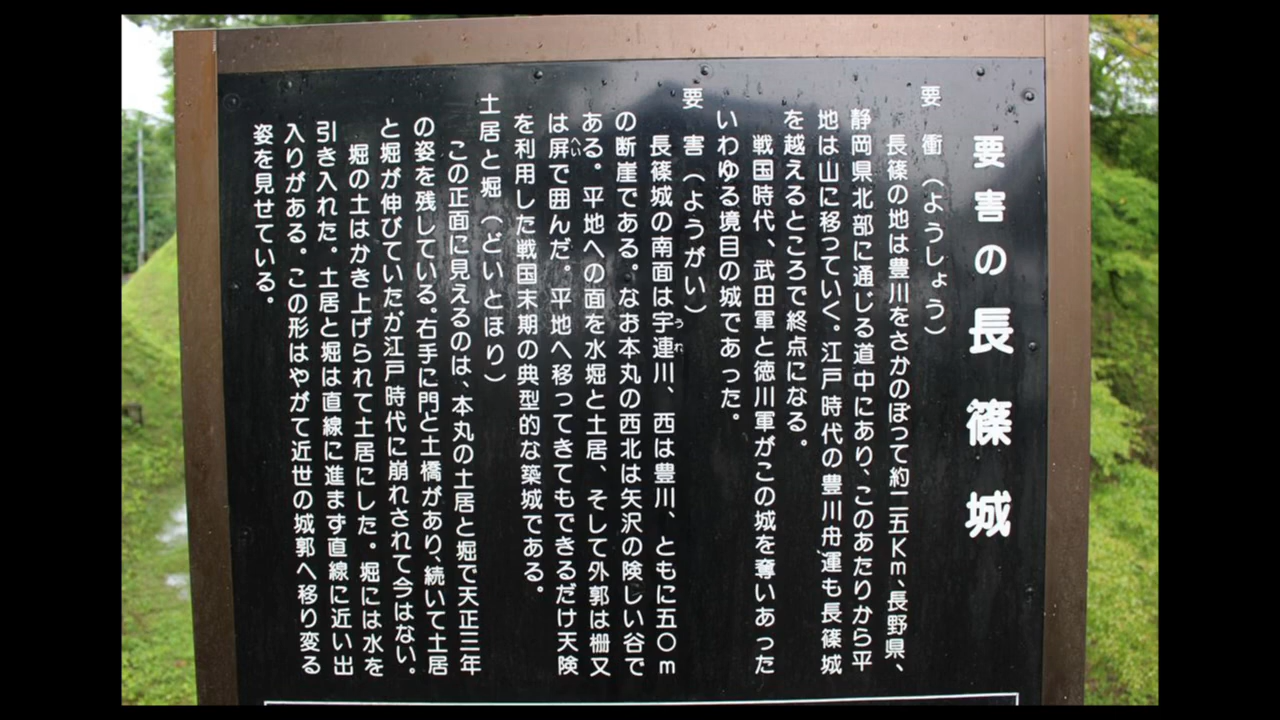 要害の長篠城
要 衝（ようしょう）
長篠の地は豊川をさかのぼって約二五Km、長野県、
静岡県北部に通じる道中にあり、このあたりから平
地は山に移っていく。江戸時代の豊川舟運も長篠城
を越えるところで終点になる。
戦国時代、武田軍と徳川軍がこの城を奪いあった
いわゆる境目の城であった。
要 害（ようがい）
長篠城の南面は宇連川、西は豊川、ともに五〇m
うれ
の断崖である。なお本丸の西北は矢沢の険しい谷で
ある。平地への面を水堀と土居、そして外郭は柵又
は屏で囲んだ。平地へ移ってきてもできるだけ天険
へい
を利用した戦国末期の典型的な築城である。
土居と堀（どいとほり）
この正面に見えるのは、本丸の土居と堀で天正三年
の姿を残している。右手に門と土橋があり、続いて土居
と堀が伸びていたが江戸時代に崩れされて今はない。
堀の土はかき上げられて土居にした。堀には水を
引き入れた。土居と堀は直線に進まず直線に近い出
入りがある。この形はやがて近世の城郭へ移り変る
姿を見せている。